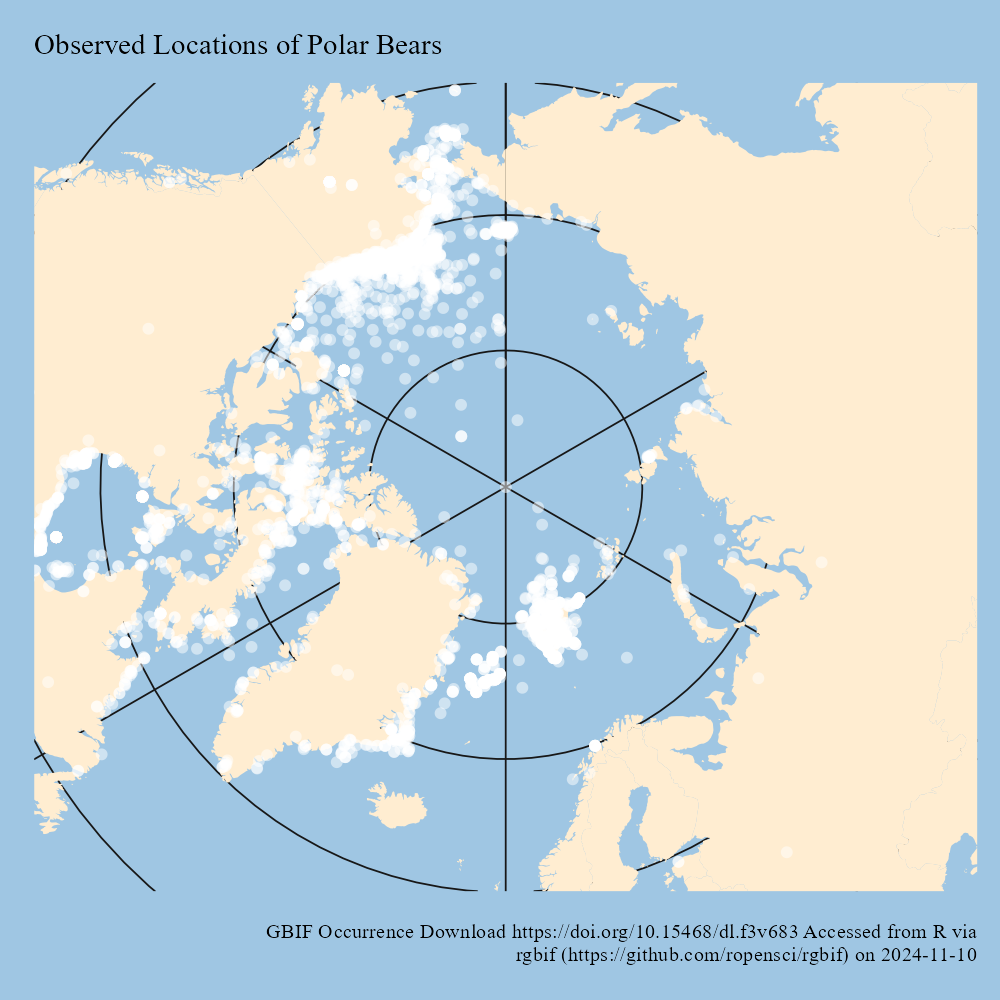 Observed Locations of Polar Bears
GBIF Occurrence Download https://doi.org/10.15468/dl.f3v683 Accessed from R via
rgbif (https://github.com/ropensci/rgbif) on 2024-11-10